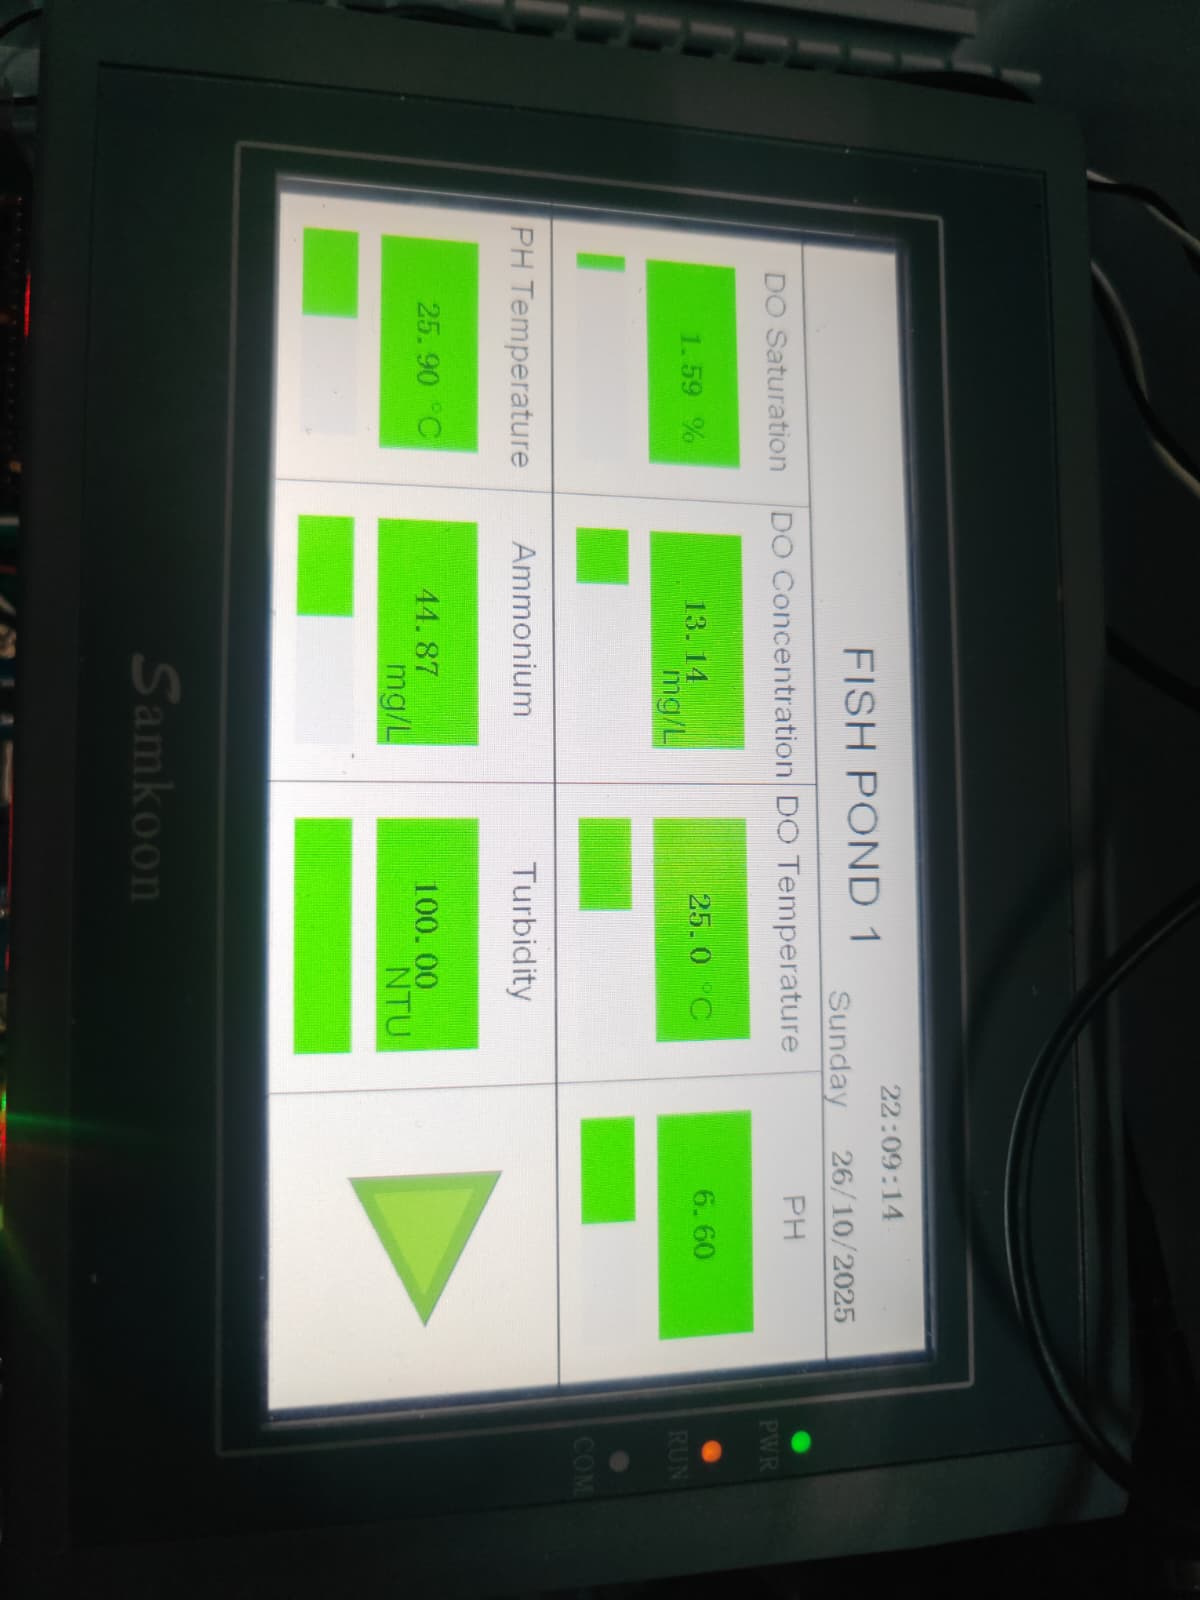 22:09:14
FISH POND 1
Sunday 26/10/2025
DO Saturation
DO Concentration
DO Temperature
PH
1.59 %
13.14 mg/L
25.0 °C
6.60
PH Temperature
Ammonium
Turbidity
25.90 °C
44.87 mg/L
100.00 NTU
PWR
RUN
COM
Samkoon